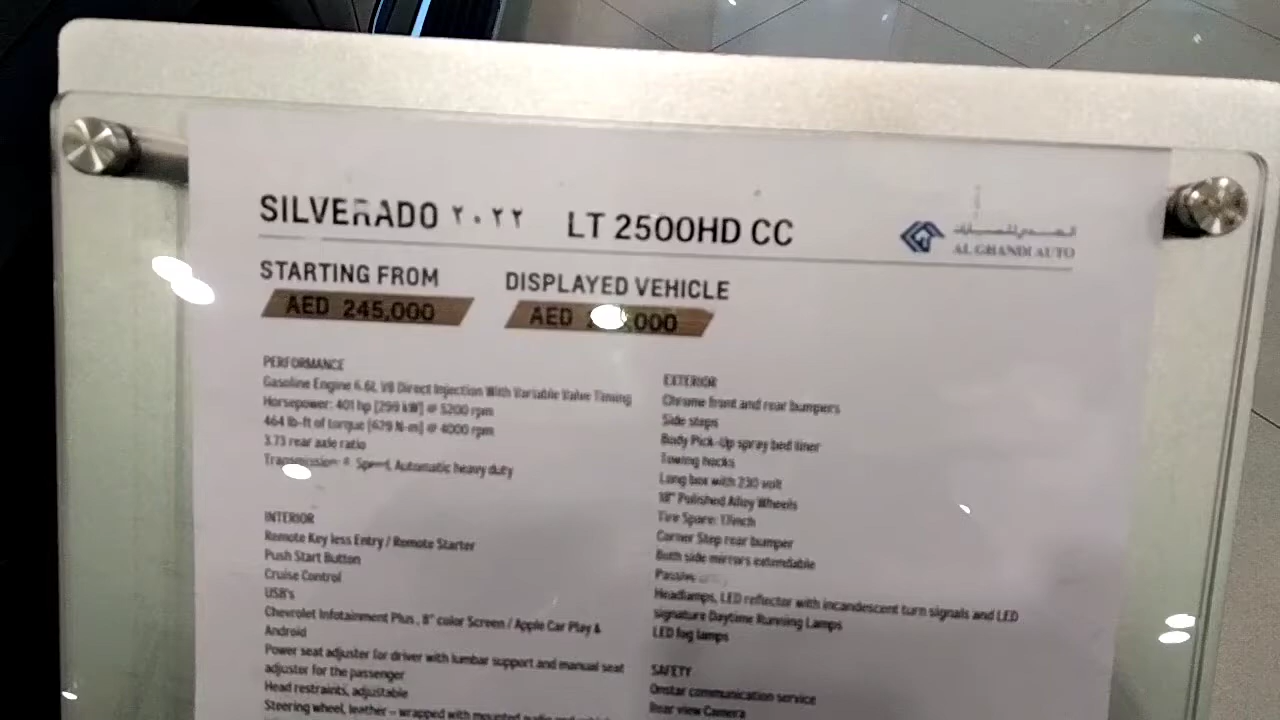 SILVERADO ٢٠٢٢ LT 2500HD CC
AL GHANDI AUTO
STARTING FROM
AED 245,000
DISPLAYED VEHICLE
AED 000
PERFORMANCE
Gasoline Engine 6.6L V8 Direct Injection With Variable Valve Timing
Horsepower: 401 hp [299 kW] @ 5200 rpm
464 lb-ft of torque [629 N-m] @ 4000 rpm
3.73 rear axle ratio
Transmission: Speed, Automatic heavy duty
INTERIOR
Remote Key less Entry / Remote Starter
Push Start Button
Cruise Control
USB's
Chevrolet Infotainment Plus, 8" color Screen / Apple Car Play &
Android
Power seat adjuster for driver with lumbar support and manual seat
adjuster for the passenger
Head restraints, adjustable
Steering wheel, leather - wrapped with mounted audio and
EXTERIOR
Chrome front and rear bumpers
Side steps
Body Pick-Up spray bed liner
Towing hooks
Long box with 230 volt
18" Polished Alloy Wheels
Tire Spare: 17inch
Corner Step rear bumper
Both side mirrors extendable
Passive
Headlamps, LED reflector with incandescent turn signals and LED
signature Daytime Running Lamps
LED fog lamps
SAFETY
Onstar communication service
Rear view Camera